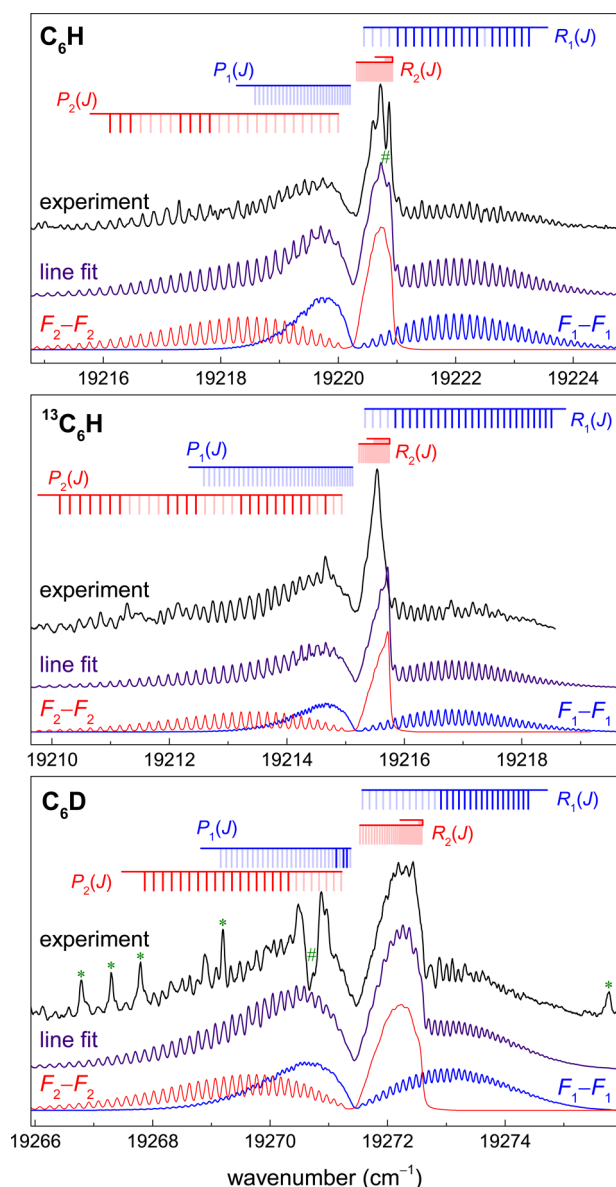 C₆H
R₁(J)
P₁(J)
R₂(J)
P₂(J)
#
experiment
line fit
F₂–F₂
F₁–F₁
19216 19218 19220 19222 19224
¹³C₆H
R₁(J)
P₁(J)
R₂(J)
P₂(J)
experiment
line fit
F₂–F₂
F₁–F₁
19210 19212 19214 19216 19218
C₆D
R₁(J)
P₁(J)
R₂(J)
P₂(J)
experiment
* * * * # *
line fit
F₂–F₂
F₁–F₁
19266 19268 19270 19272 19274
wavenumber (cm⁻¹)